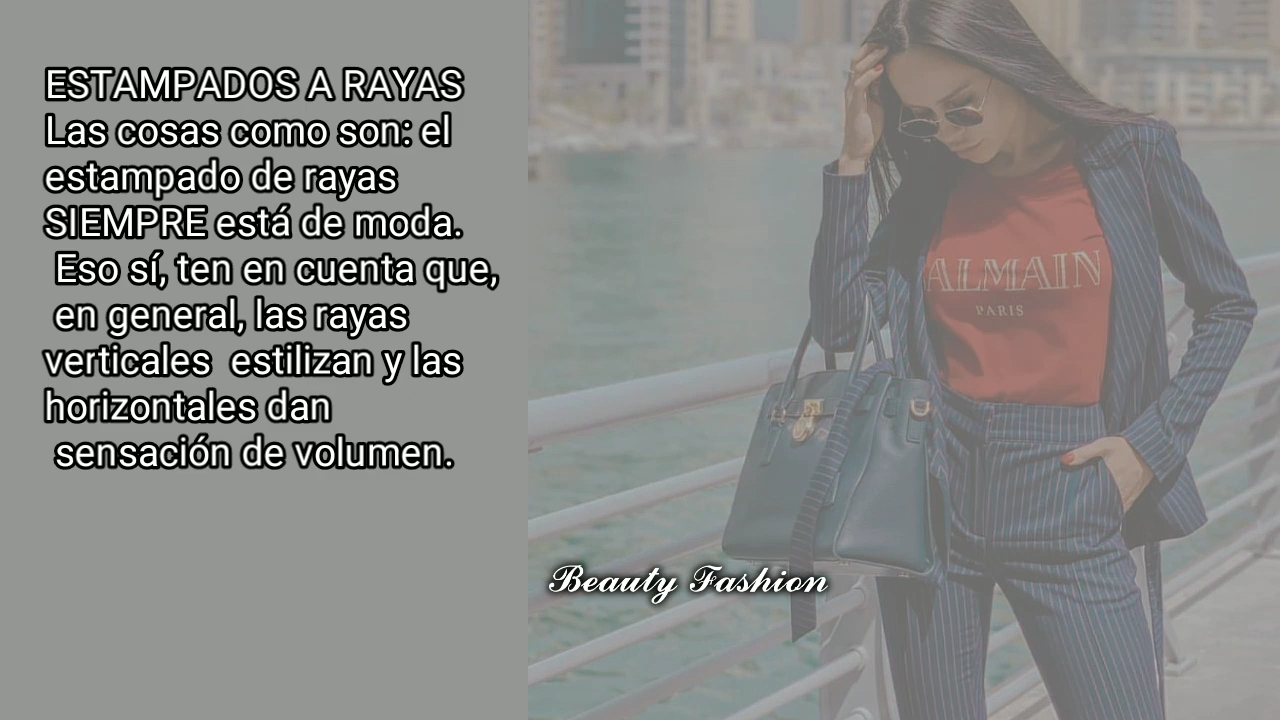 ESTAMPADOS A RAYAS
Las cosas como son: el
estampado de rayas
SIEMPRE está de moda.
Eso sí, ten en cuenta que,
en general, las rayas
verticales estilizan y las
horizontales dan
sensación de volumen.
ALMAIN
PARIS
Beauty Fashion